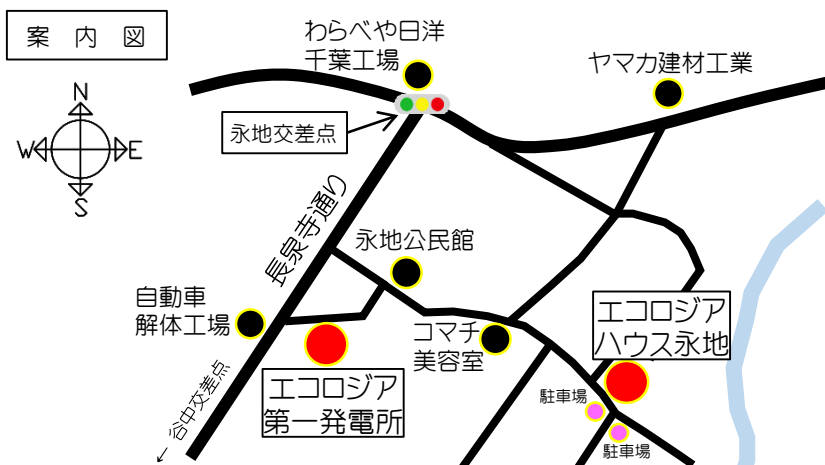 案内図
わらべや日洋
千葉工場
ヤマカ建材工業
N
W
E
S
永地交差点
長泉寺通り
永地公民館
自動車
解体工場
コマチ
美容室
エコロジア
ハウス永地
エコロジア
第一発電所
← 谷中交差点
駐車場
駐車場